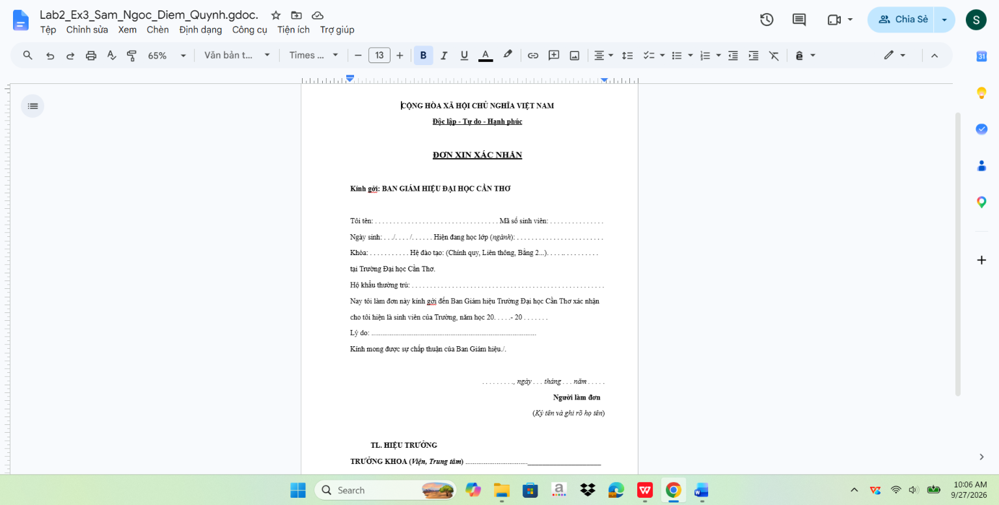 Lab2_Ex3_Sam_Ngoc_Diem_Quynh.gdoc.
Tệp Chỉnh sửa Xem Chèn Định dạng Công cụ Tiện ích Trợ giúp
Chia Sẻ
S
65% Văn bản t... Times ... 13 B I U A
31
CỘNG HÒA XÃ HỘI CHỦ NGHĨA VIỆT NAM
Độc lập - Tự do - Hạnh phúc
ĐƠN XIN XÁC NHẬN
Kính gởi: BAN GIÁM HIỆU ĐẠI HỌC CẦN THƠ
Tôi tên: . . . . . . . . . . . . . . . . . . . . . . . . . . . . . . . . . . Mã số sinh viên: . . . . . . . . . . . . . . .
Ngày sinh: . . ./. . . . /. . . . . . Hiện đang học lớp (ngành): . . . . . . . . . . . . . . . . . . . . . . . .
Khóa: . . . . . . . . . . . Hệ đào tạo: (Chính quy, Liên thông, Bằng 2...). . . . .. . . . . . . . . .
tại Trường Đại học Cần Thơ.
Hộ khẩu thường trú: . . . . . . . . . . . . . . . . . . . . . . . . . . . . . . . . . . . . . . . . . . . . . . . . . . . . .
Nay tôi làm đơn này kính gởi đến Ban Giám hiệu Trường Đại học Cần Thơ xác nhận
cho tôi hiện là sinh viên của Trường, năm học 20. . . . .- 20 . . . . . . .
Lý do: ..........................................................................................
Kính mong được sự chấp thuận của Ban Giám hiệu./.
. . . . . . . . ., ngày . . . tháng . . . năm . . . . .
Người làm đơn
(Ký tên và ghi rõ họ tên)
TL. HIỆU TRƯỞNG
TRƯỞNG KHOA (Viện, Trung tâm) ..................................____________________
Search
10:06 AM
9/27/2026